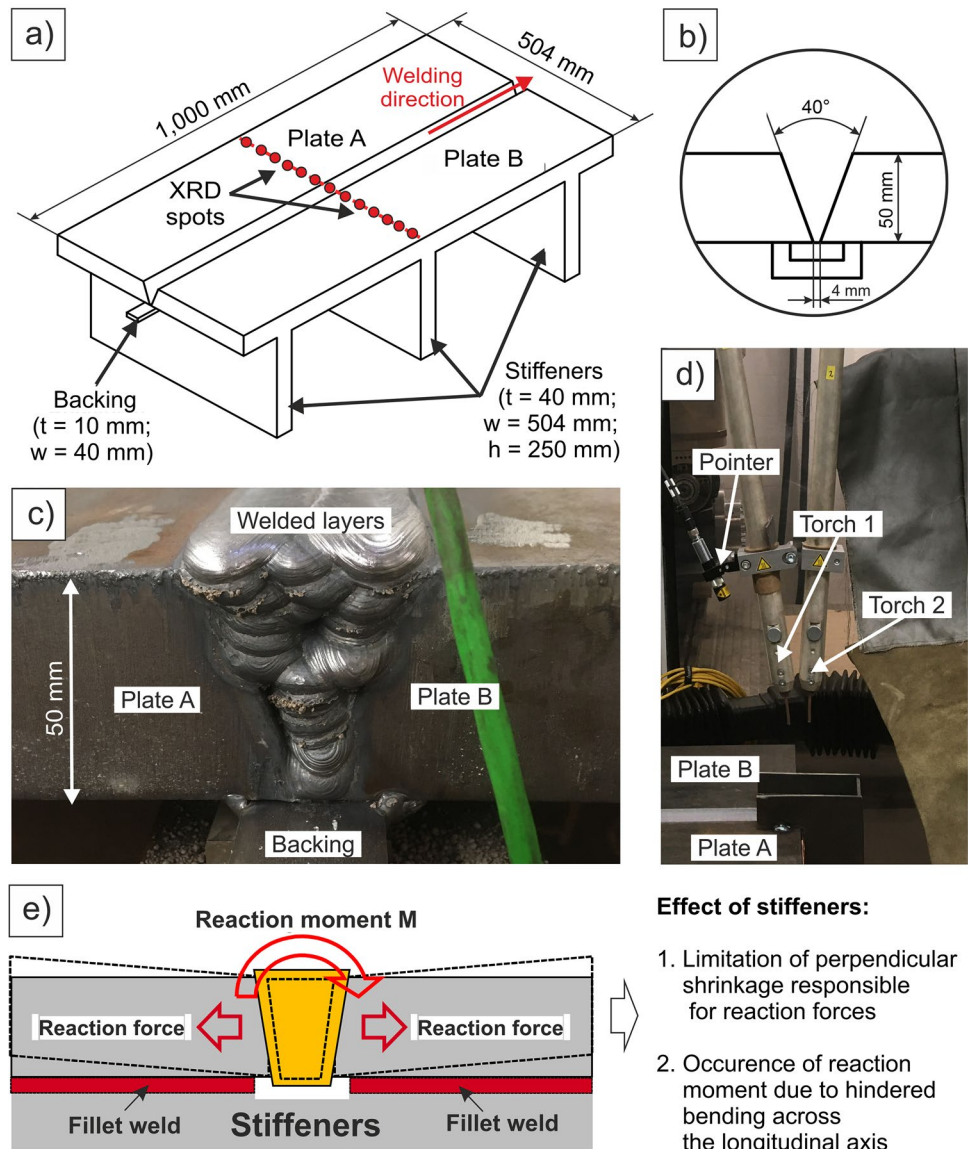 a)
1,000 mm
504 mm
Welding
direction
Plate A
Plate B
XRD
spots
Backing
(t = 10 mm;
w = 40 mm)
Stiffeners
(t = 40 mm;
w = 504 mm;
h = 250 mm)
b)
40°
50 mm
4 mm
c)
Welded layers
50 mm
Plate A
Plate B
Backing
d)
Pointer
Torch 1
Torch 2
Plate B
Plate A
e)
Reaction moment M
Reaction force
Reaction force
Fillet weld
Stiffeners
Fillet weld
Effect of stiffeners:
1. Limitation of perpendicular
shrinkage responsible
for reaction forces
2. Occurence of reaction
moment due to hindered
bending across
the longitudinal axis